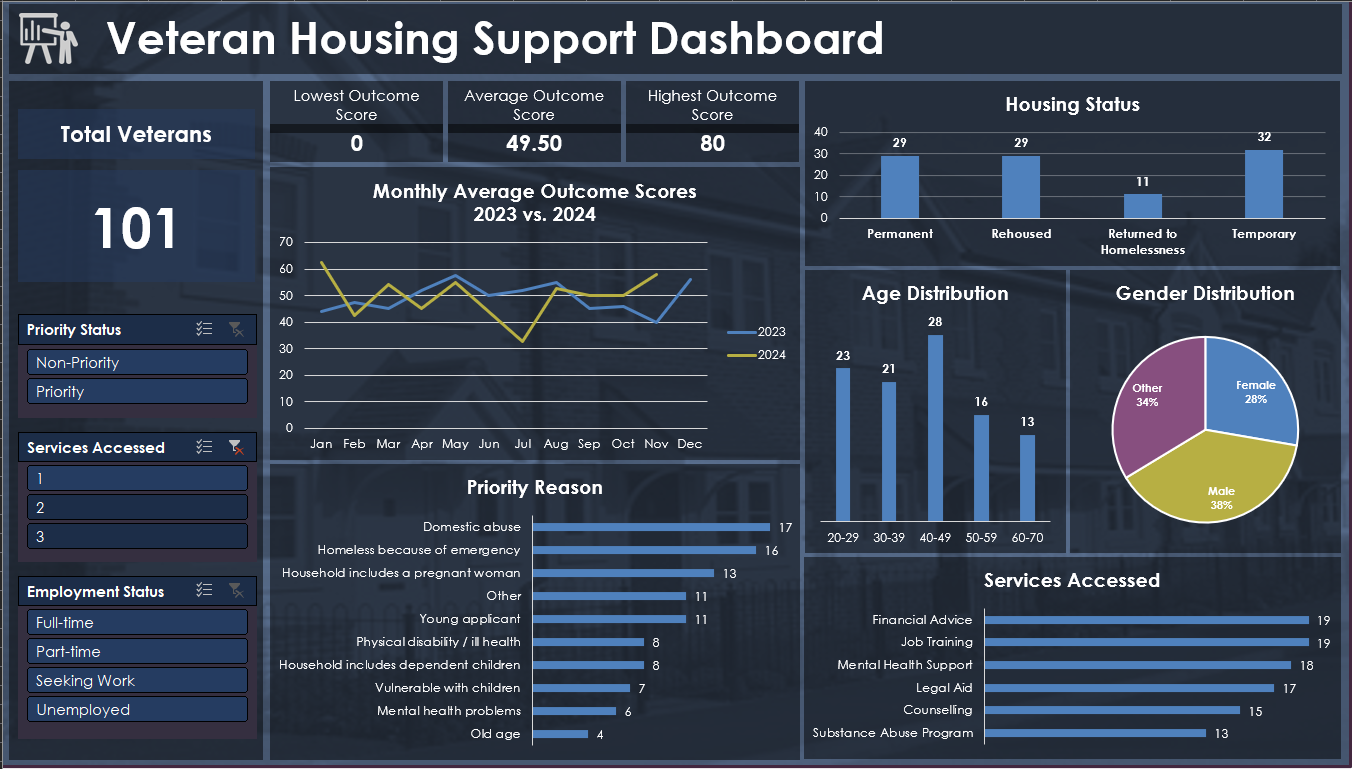 Veteran Housing Support Dashboard
Total Veterans
101
Priority Status
Non-Priority
Priority
Services Accessed
1
2
3
Employment Status
Full-time
Part-time
Seeking Work
Unemployed
Lowest Outcome
Score
0
Average Outcome
Score
49.50
Highest Outcome
Score
80
Monthly Average Outcome Scores
2023 vs. 2024
70
60
50
40
30
20
10
0
Jan Feb Mar Apr May Jun Jul Aug Sep Oct Nov Dec
2023
2024
Priority Reason
Domestic abuse 17
Homeless because of emergency 16
Household includes a pregnant woman 13
Other 11
Young applicant 11
Physical disability / ill health 8
Household includes dependent children 8
Vulnerable with children 7
Mental health problems 6
Old age 4
Housing Status
40
30
20
10
0
29 29 11 32
Permanent Rehoused Returned to Temporary
Homelessness
Age Distribution
23 21 28 16 13
20-29 30-39 40-49 50-59 60-70
Gender Distribution
Other
34%
Female
28%
Male
38%
Services Accessed
Financial Advice 19
Job Training 19
Mental Health Support 18
Legal Aid 17
Counselling 15
Substance Abuse Program 13